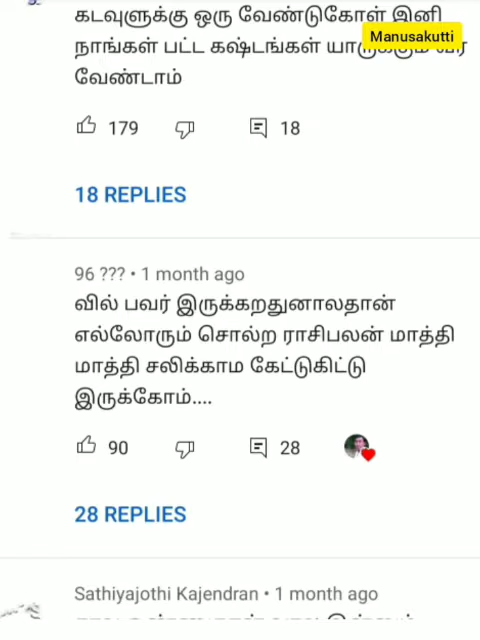 கடவுளுக்கு ஒரு வேண்டுகோள் இனி
Manusakutti
நாங்கள் பட்ட கஷ்டங்கள்
வேண்டாம்
179 18
18 REPLIES
96 ??? • 1 month ago
வில் பவர் இருக்கறதுனாலதான்
எல்லோரும் சொல்ற ராசிபலன் மாத்தி
மாத்தி சலிக்காம கேட்டுகிட்டு
இருக்கோம்....
90 28
28 REPLIES
Sathiyajothi Kajendran • 1 month ago